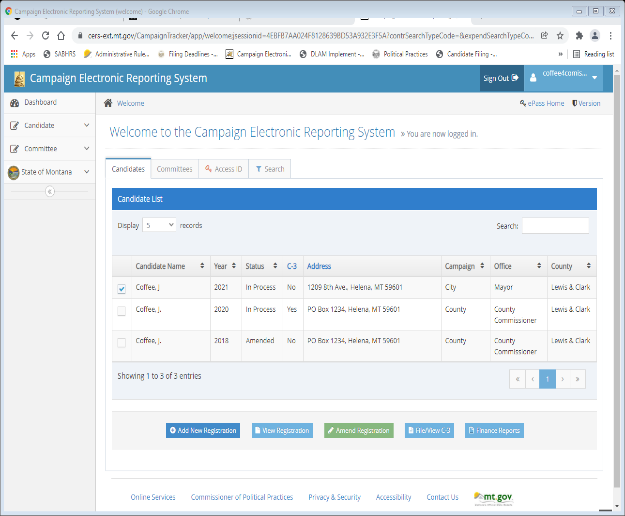 Campaign Electronic Reporting System (welcome) - Google Chrome
cers-ext.mt.gov/CampaignTracker/app/welcome;jsessionid=4EBFB7AA024F8128639BD53A932E3F5A?contrSearchTypeCode=&expendSearchTypeCo...
Apps SABHRS Administrative Rule... Filing Deadlines -... Campaign Electroni... DLAM Implement -... Political Practices Candidate Filing -... » Reading list
Campaign Electronic Reporting System
Sign Out
coffee4comis...
Dashboard
Candidate
Committee
State of Montana
Welcome
ePass Home Version
Welcome to the Campaign Electronic Reporting System » You are now logged in.
Candidates Committees Access ID Search
Candidate List
Display 5 records Search:
Candidate Name Year Status C-3 Address Campaign Office County
Coffee, J 2021 In Process No 1209 8th Ave., Helena, MT 59601 City Mayor Lewis & Clark
Coffee, J. 2020 In Process Yes PO Box 1234, Helena, MT 59601 County County Commissioner Lewis & Clark
Coffee, J. 2018 Amended No PO Box 1234, Helena, MT 59601 County County Commissioner Lewis & Clark
Showing 1 to 3 of 3 entries
« ‹ 1 › »
Add New Registration View Registration Amend Registration File/View C-3 Finance Reports
Online Services Commissioner of Political Practices Privacy & Security Accessibility Contact Us mt.gov